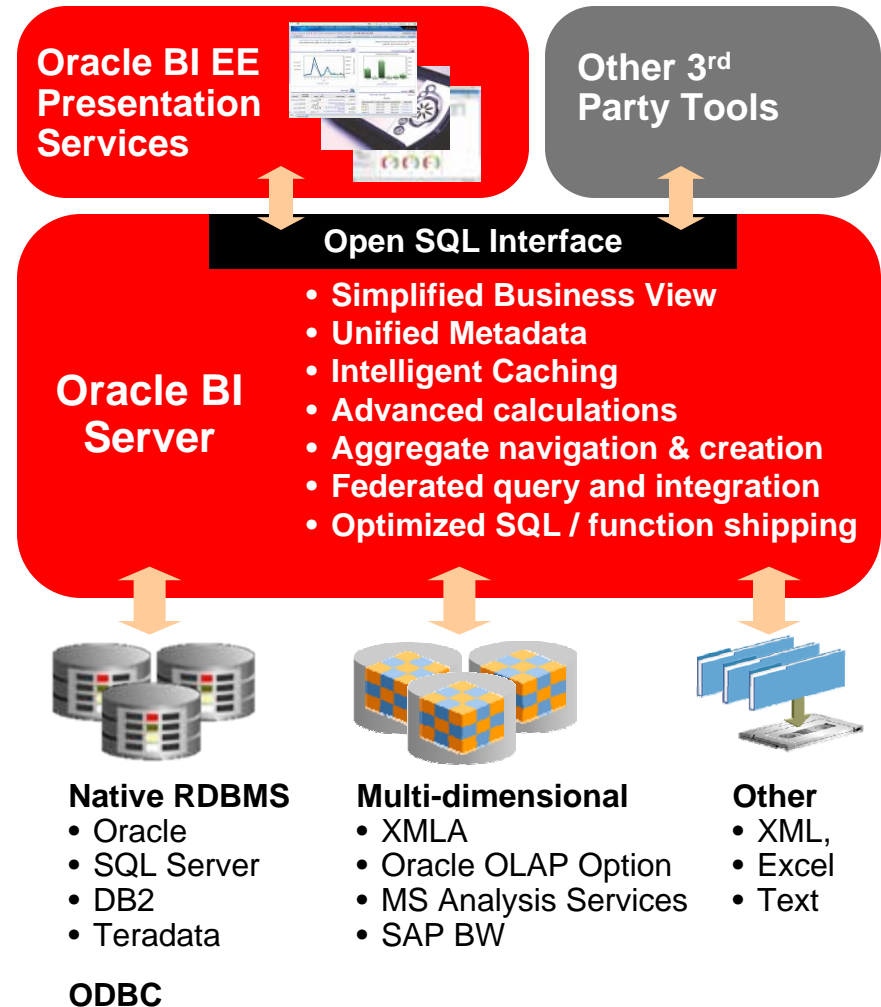 Oracle BI EE
Presentation
Services
Other 3rd
Party Tools
Open SQL Interface
Oracle BI
Server
• Simplified Business View
• Unified Metadata
• Intelligent Caching
• Advanced calculations
• Aggregate navigation & creation
• Federated query and integration
• Optimized SQL / function shipping
Native RDBMS
• Oracle
• SQL Server
• DB2
• Teradata
ODBC
Multi-dimensional
• XMLA
• Oracle OLAP Option
• MS Analysis Services
• SAP BW
Other
• XML,
• Excel
• Text